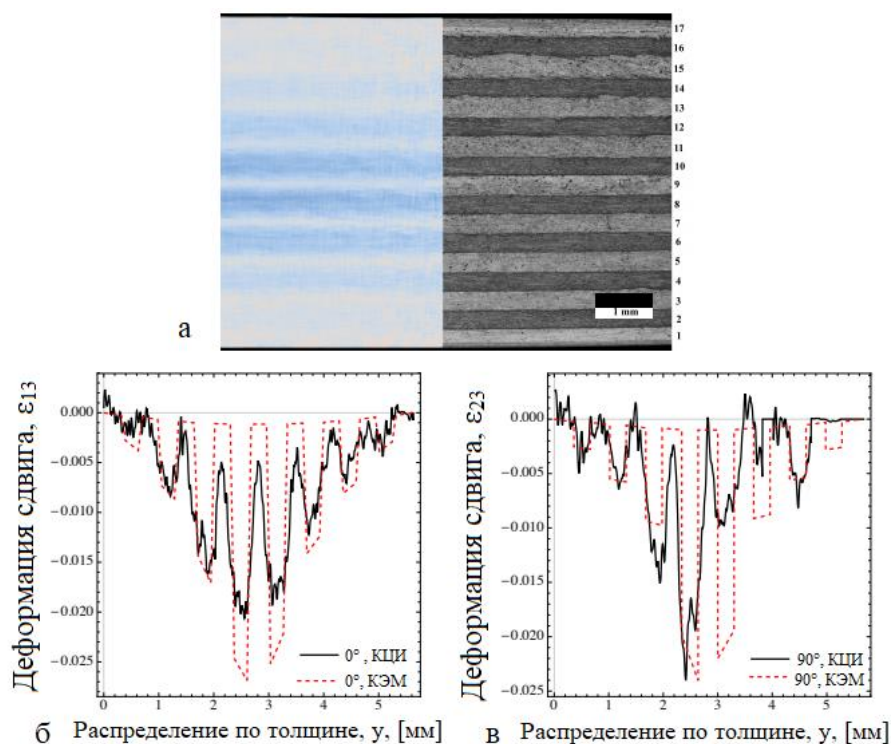 17
16
15
14
13
12
11
10
9
8
7
6
5
4
3
2
1
1 mm
а
Деформация сдвига, ε13
0.000
-0.005
-0.010
-0.015
-0.020
-0.025
0 1 2 3 4 5
0°, КЦИ
0°, КЭМ
б Распределение по толщине, y, [мм]
Деформация сдвига, ε23
0.000
-0.005
-0.010
-0.015
-0.020
-0.025
0 1 2 3 4 5
90°, КЦИ
90°, КЭМ
в Распределение по толщине, y, [мм]